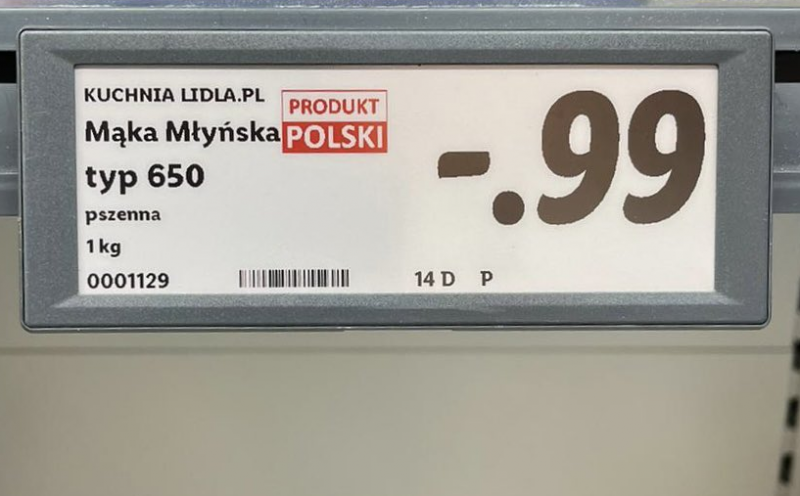 KUCHNIA LIDLA.PL
PRODUKT
POLSKI
Mąka Młyńska
typ 650
pszenna
1 kg
0001129
14 D P
-.99